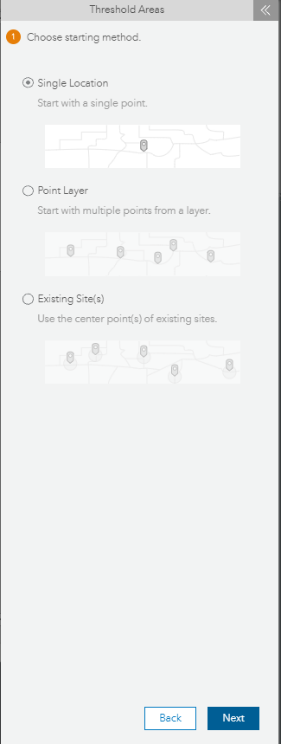 Threshold Areas
1 Choose starting method.
Single Location
Start with a single point.
Point Layer
Start with multiple points from a layer.
Existing Site(s)
Use the center point(s) of existing sites.
Back Next